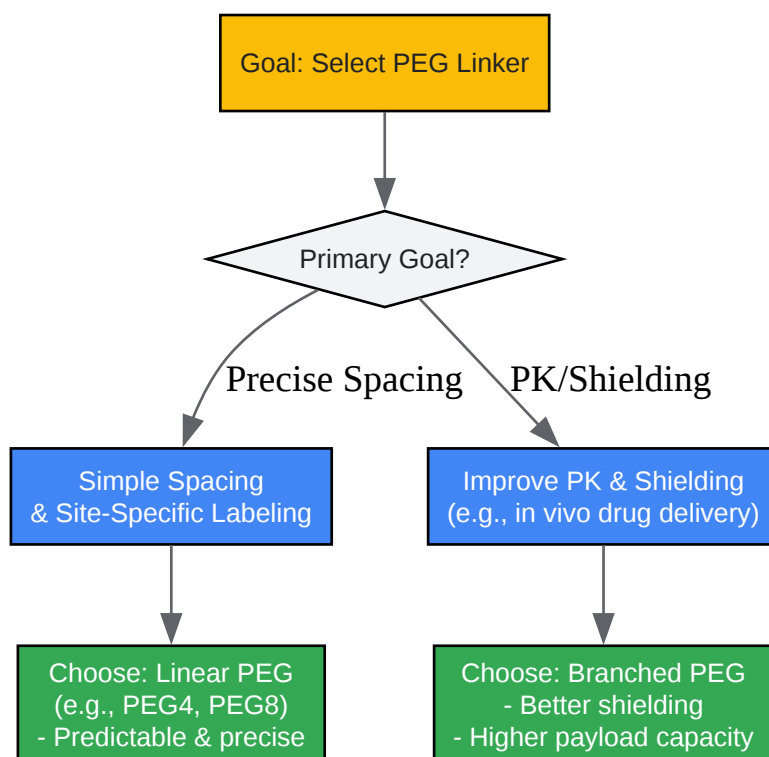 Goal: Select PEG Linker
Primary Goal?
Precise Spacing
PK/Shielding
Simple Spacing
& Site-Specific Labeling
Improve PK & Shielding
(e.g., in vivo drug delivery)
Choose: Linear PEG
(e.g., PEG4, PEG8)
- Predictable & precise
Choose: Branched PEG
- Better shielding
- Higher payload capacity